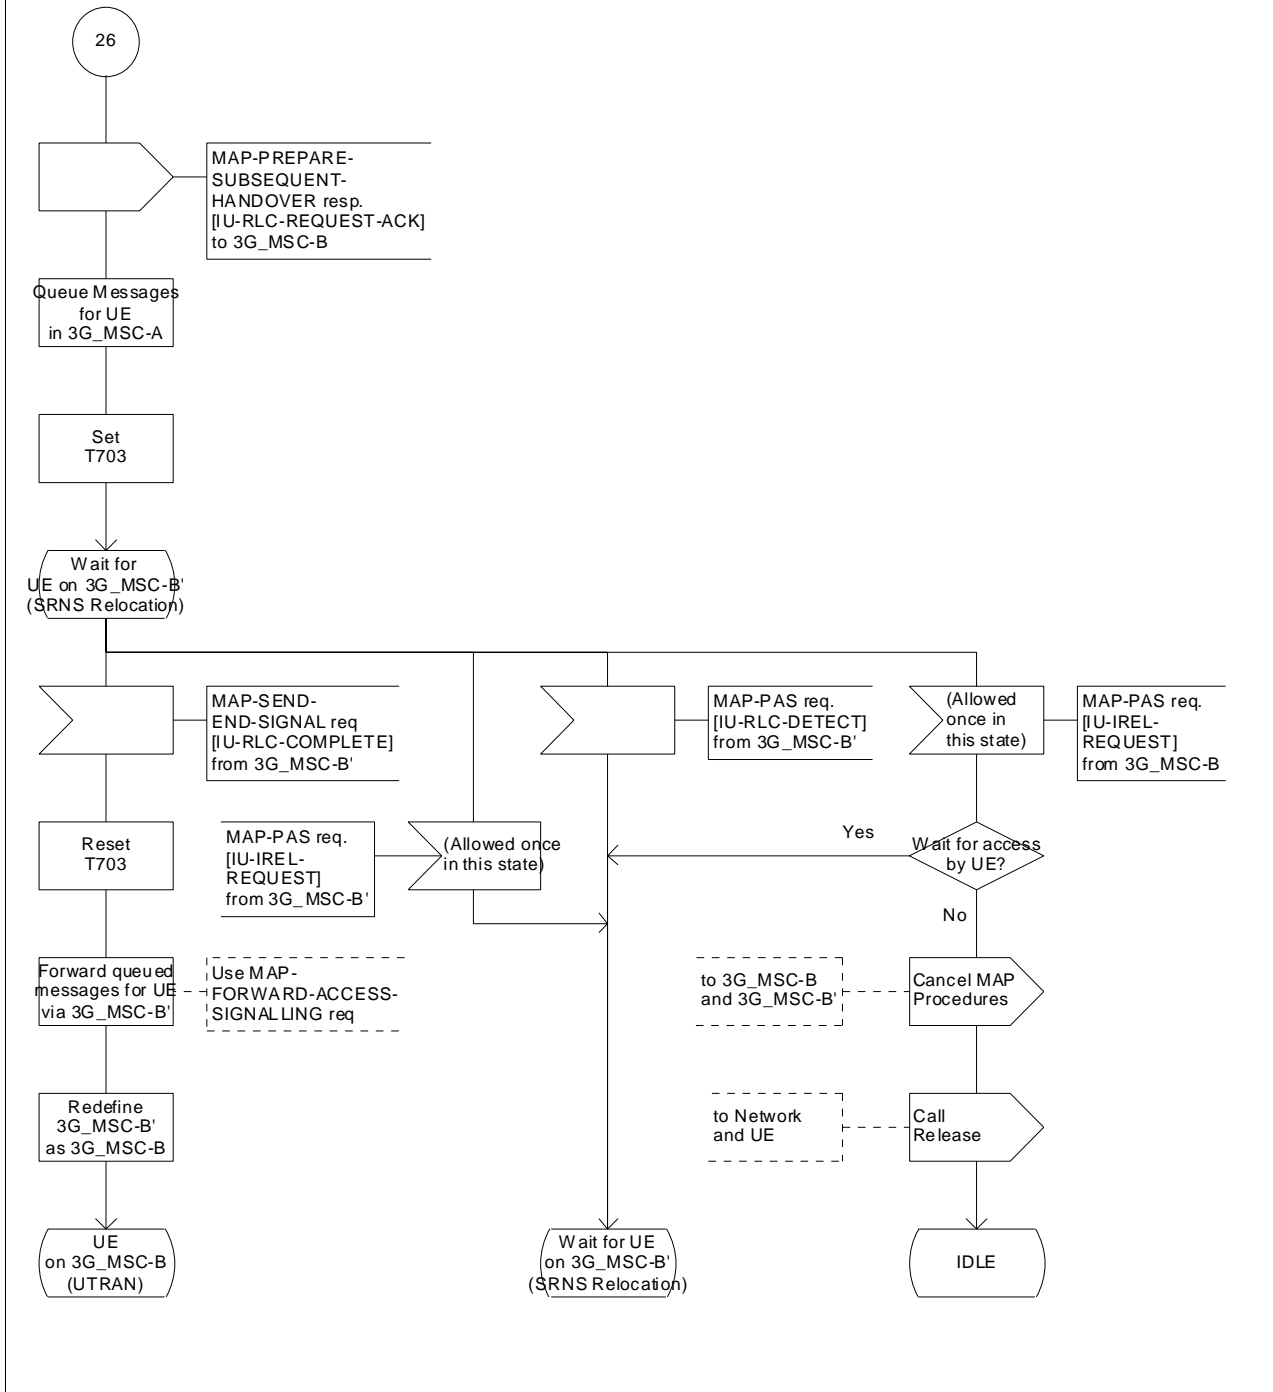 26
MAP-PREPARE-
SUBSEQUENT-
HANDOVER resp.
[IU-RLC-REQUEST-ACK]
to 3G_MSC-B
Queue Messages
for UE
in 3G_MSC-A
Set
T703
Wait for
UE on 3G_MSC-B'
(SRNS Relocation)
MAP-SEND-
END-SIGNAL req
[IU-RLC-COMPLETE]
from 3G_MSC-B'
MAP-PAS req.
[IU-RLC-DETECT]
from 3G_MSC-B'
(Allowed
once in
this state)
MAP-PAS req.
[IU-IREL-
REQUEST]
from 3G_MSC-B
Reset
T703
MAP-PAS req.
[IU-IREL-
REQUEST]
from 3G_MSC-B'
(Allowed once
in this state)
Yes
Wait for access
by UE?
No
Forward queued
messages for UE
via 3G_MSC-B'
Use MAP-
FORWARD-ACCESS-
SIGNALLING req
to 3G_MSC-B
and 3G_MSC-B'
Cancel MAP
Procedures
Redefine
3G_MSC-B'
as 3G_MSC-B
to Network
and UE
Call
Release
UE
on 3G_MSC-B
(UTRAN)
Wait for UE
on 3G_MSC-B'
(SRNS Relocation)
IDLE